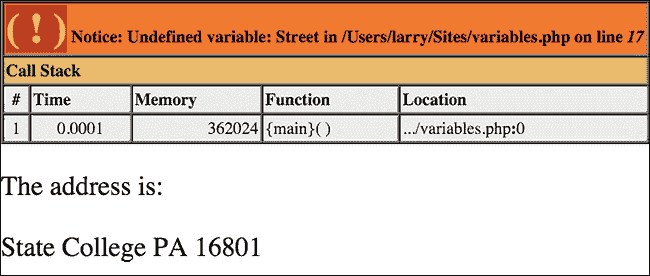 ( ! ) Notice: Undefined variable: Street in /Users/larry/Sites/variables.php on line 17
Call Stack
# Time Memory Function Location
1 0.0001 362024 {main}( ) .../variables.php:0
The address is:
State College PA 16801